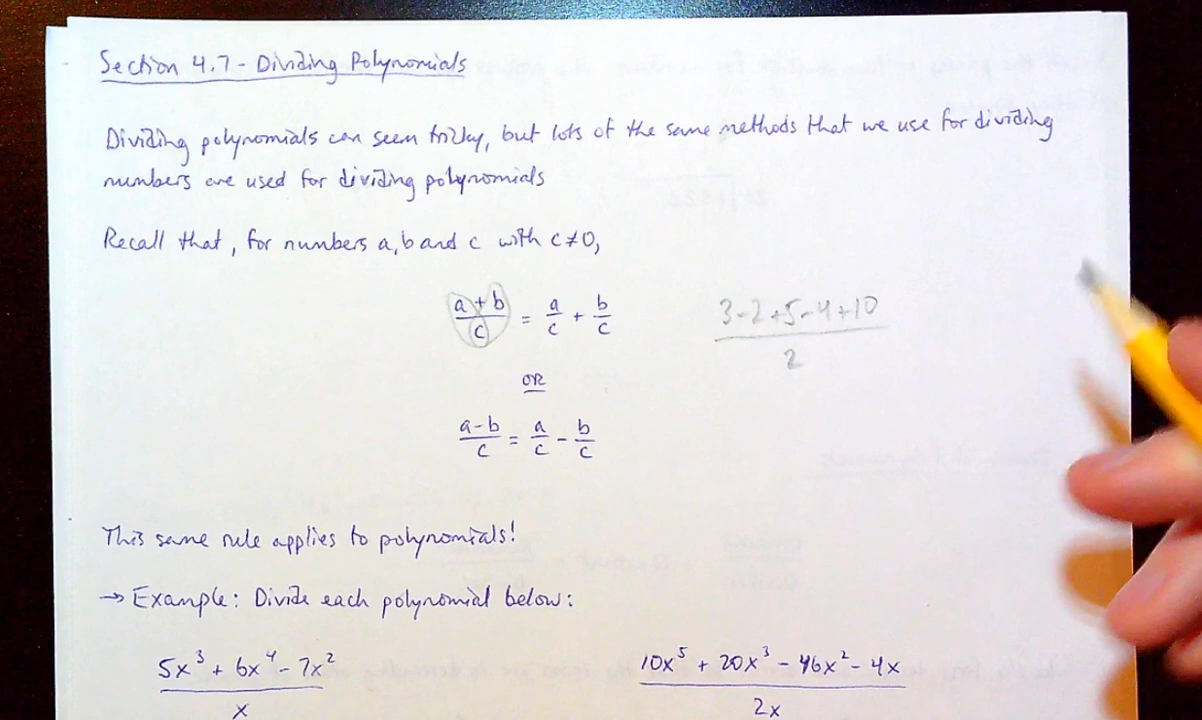 Section 4.7 - Dividing Polynomials
Dividing polynomials can seem tricky, but lots of the same methods that we use for dividing
numbers are used for dividing polynomials
Recall that, for numbers a, b and c with c≠0,
(a+b)/c = a/c + b/c
(3-2+5-4+10)/2
OR
(a-b)/c = a/c - b/c
This same rule applies to polynomials!
→ Example: Divide each polynomial below:
(5x³ + 6x⁴ - 7x²)/x
(10x⁵ + 20x³ - 46x² - 4x)/2x